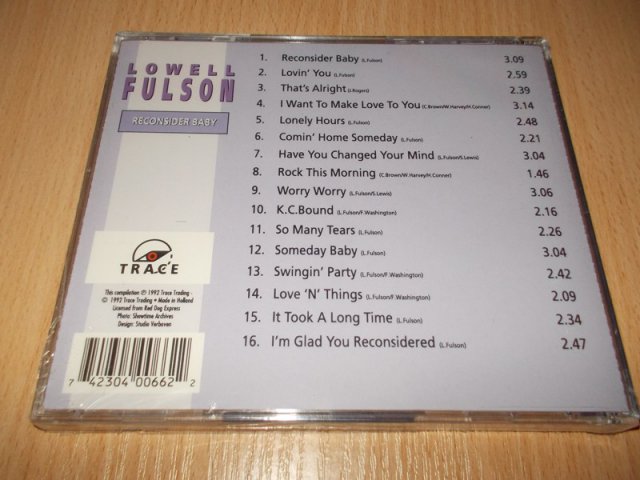 LOWELL
FULSON
RECONSIDER BABY
1. Reconsider Baby (L.Fulson) 3.09
2. Lovin' You (L.Fulson) 2.59
3. That's Alright (J.Rogers) 2.39
4. I Want To Make Love To You (C.Brown/W.Harvey/H.Conner) 3.14
5. Lonely Hours (L.Fulson) 2.48
6. Comin' Home Someday (L.Fulson) 2.21
7. Have You Changed Your Mind (L.Fulson/S.Lewis) 3.04
8. Rock This Morning (C.Brown/W.Harvey/H.Conner) 1.46
9. Worry Worry (L.Fulson/S.Lewis) 3.06
10. K.C.Bound (L.Fulson/F.Washington) 2.16
11. So Many Tears (L.Fulson) 2.26
12. Someday Baby (L.Fulson) 3.04
13. Swingin' Party (L.Fulson/F.Washington) 2.42
14. Love 'N' Things (L.Fulson/F.Washington) 2.09
15. It Took A Long Time (L.Fulson) 2.34
16. I'm Glad You Reconsidered (L.Fulson) 2.47
TRACE
This compilation ℗ 1992 Trace Trading
© 1992 Trace Trading • Made in Holland
Licensed from Red Dog Express
Photo: Showtime Archives
Design: Studio Verhoven
7 42304 00662 2